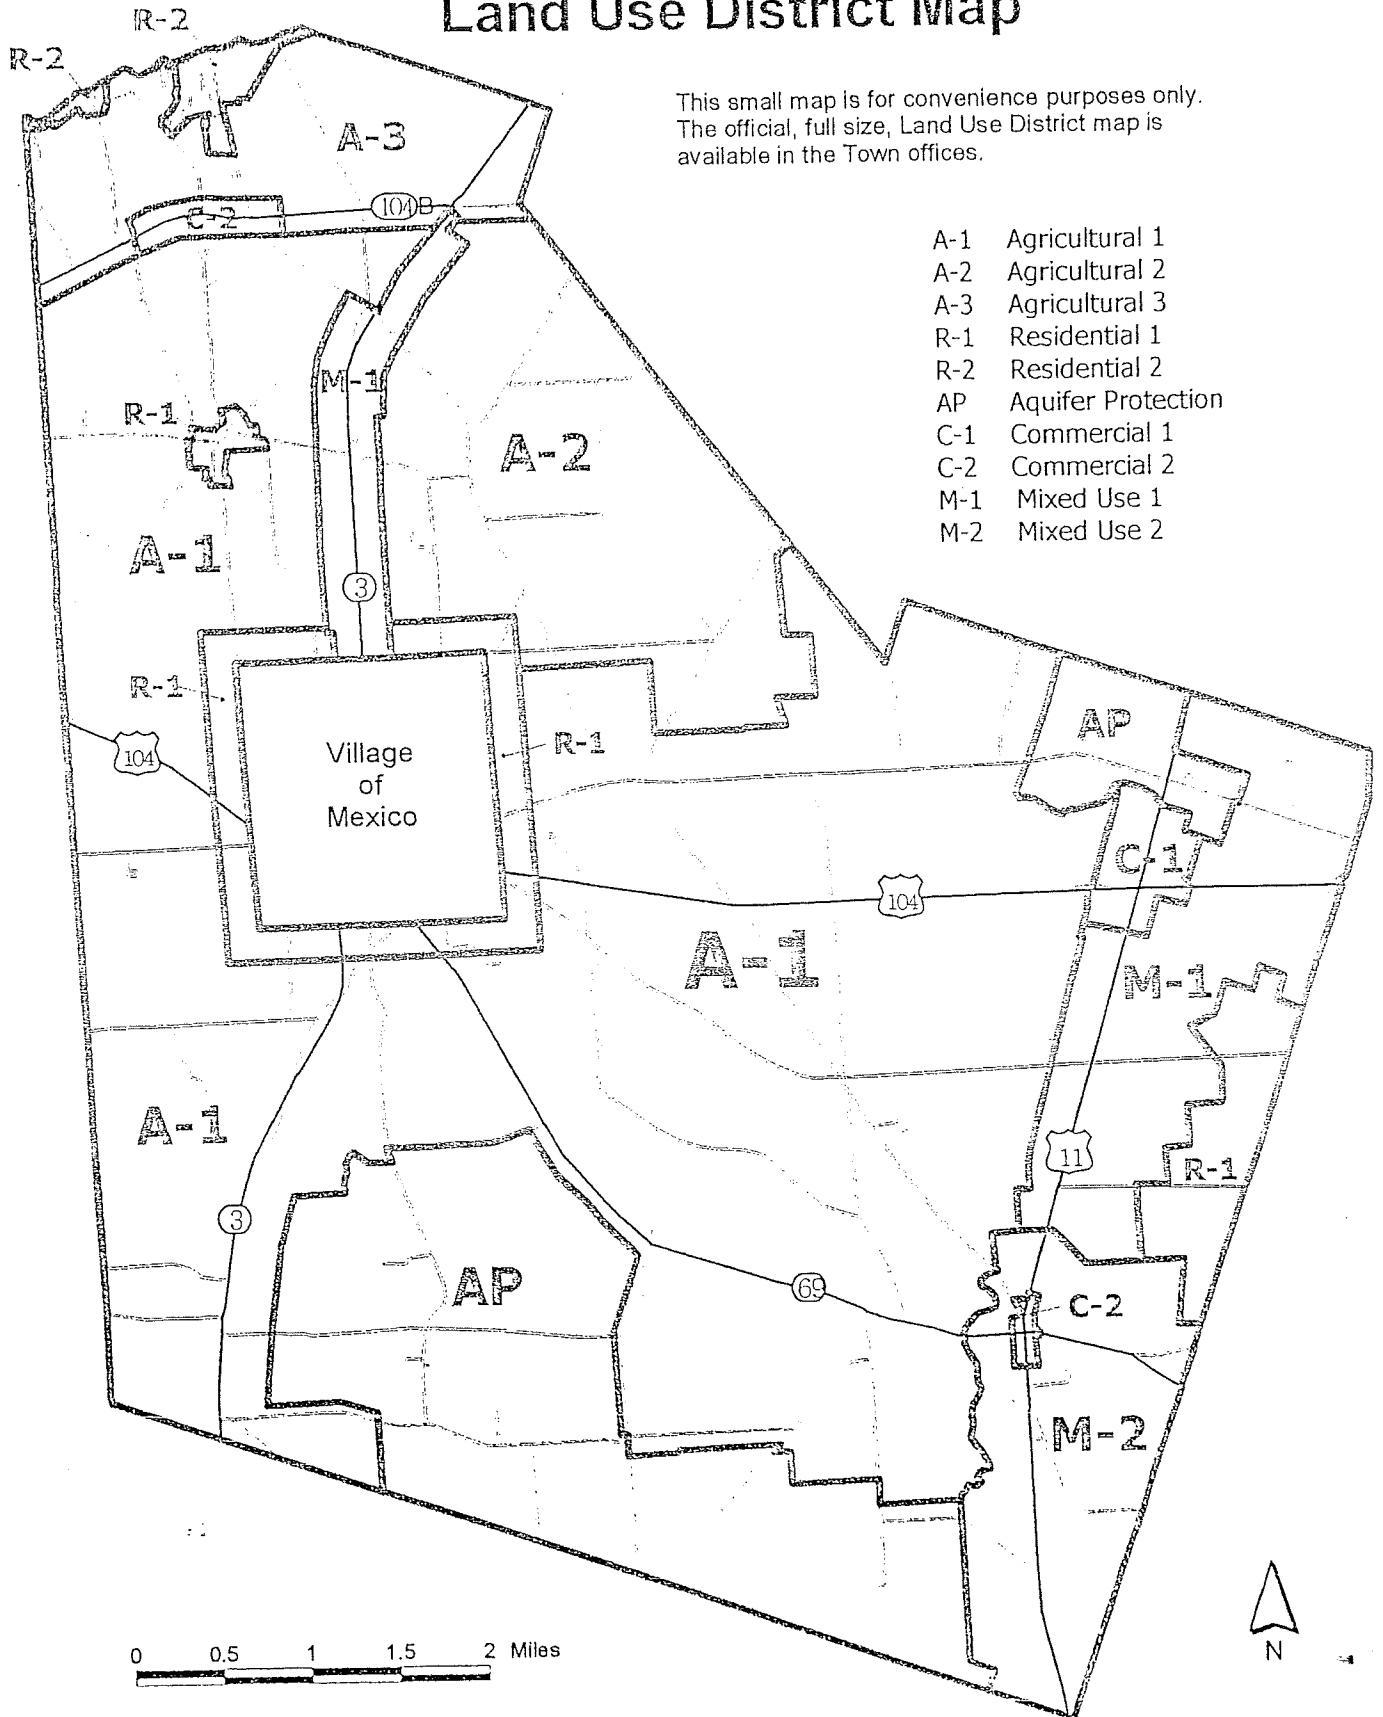 Land Use District Map
R-2
R-2
This small map is for convenience purposes only.
The official, full size, Land Use District map is
available in the Town offices.
A-3
C-2
104B
A-1 Agricultural 1
A-2 Agricultural 2
A-3 Agricultural 3
R-1 Residential 1
R-2 Residential 2
AP Aquifer Protection
C-1 Commercial 1
C-2 Commercial 2
M-1 Mixed Use 1
M-2 Mixed Use 2
M-1
R-1
A-2
A-1
3
R-1
104
Village
of
Mexico
R-1
AP
C-1
104
A-1
M-1
A-1
11
R-1
3
AP
69
C-2
M-2
0 0.5 1 1.5 2 Miles
N